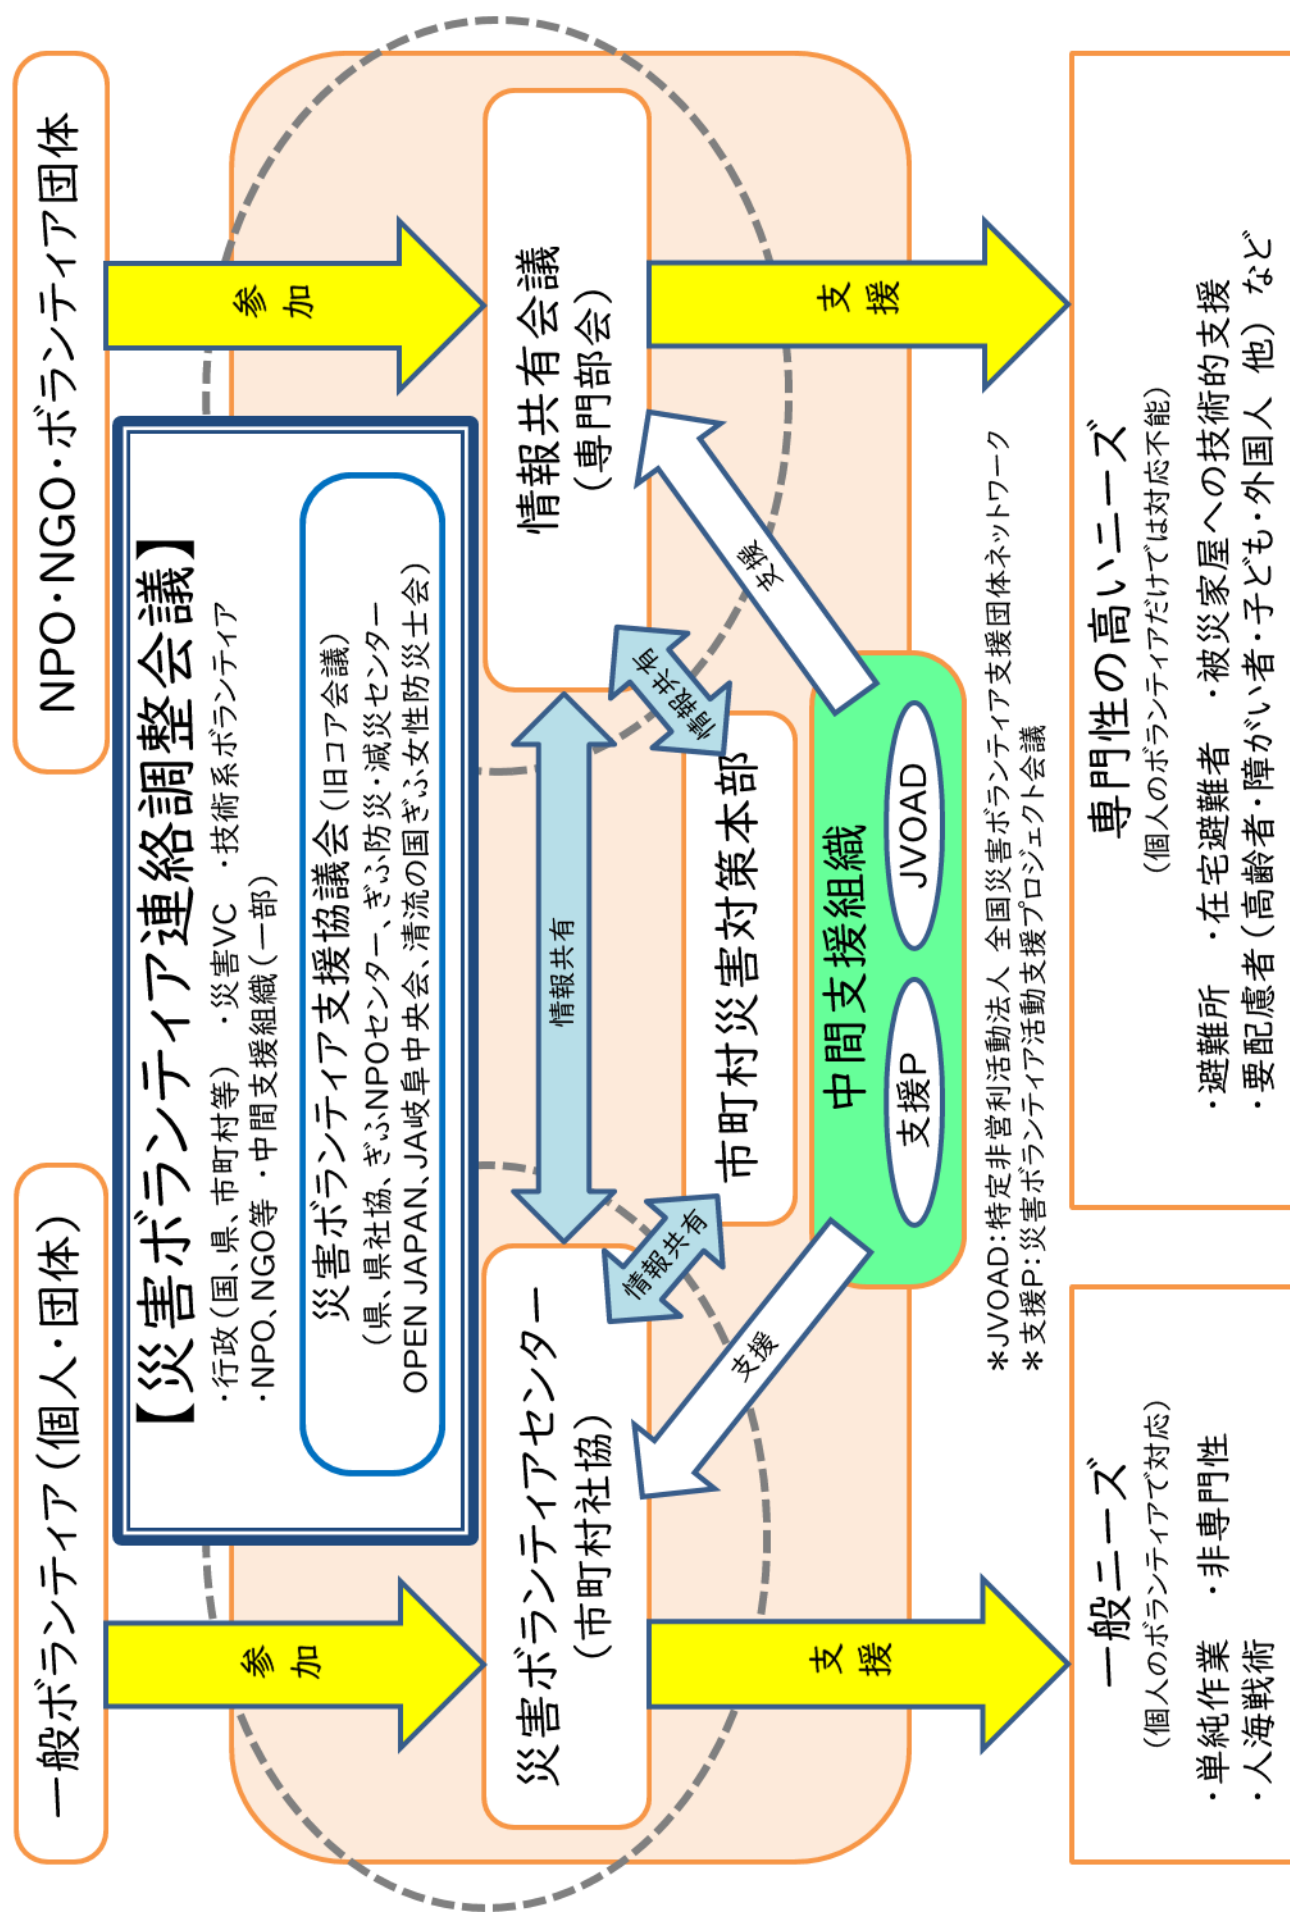 一般ボランティア（個人・団体）
NPO・NGO・ボランティア団体
【災害ボランティア連絡調整会議】
・行政（国、県、市町村等）　・災害VC　・技術系ボランティア
・NPO、NGO等　・中間支援組織（一部）
災害ボランティア支援協議会（旧コア会議）
（県、県社協、ぎふNPOセンター、ぎふ防災・減災センター
OPEN JAPAN、JA岐阜中央会、清流の国ぎふ女性防災士会）
参加
参加
災害ボランティアセンター
（市町村社協）
情報共有
情報共有会議
（専門部会）
情報共有
情報共有
市町村災害対策本部
支援
支援
支援
支援
中間支援組織
支援P
JVOAD
＊JVOAD：特定非営利活動法人 全国災害ボランティア支援団体ネットワーク
＊支援P：災害ボランティア活動支援プロジェクト会議
一般ニーズ
（個人のボランティアで対応）
・単純作業　・非専門性
・人海戦術
専門性の高いニーズ
（個人のボランティアだけでは対応不能）
・避難所　・在宅避難者　・被災家屋への技術的支援
・要配慮者（高齢者・障がい者・子ども・外国人 他）など